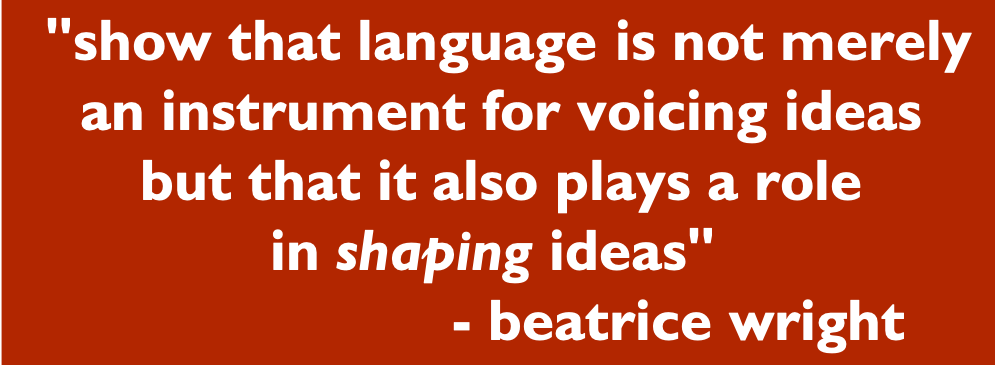 "show that language is not merely
an instrument for voicing ideas
but that it also plays a role
in shaping ideas"
- beatrice wright